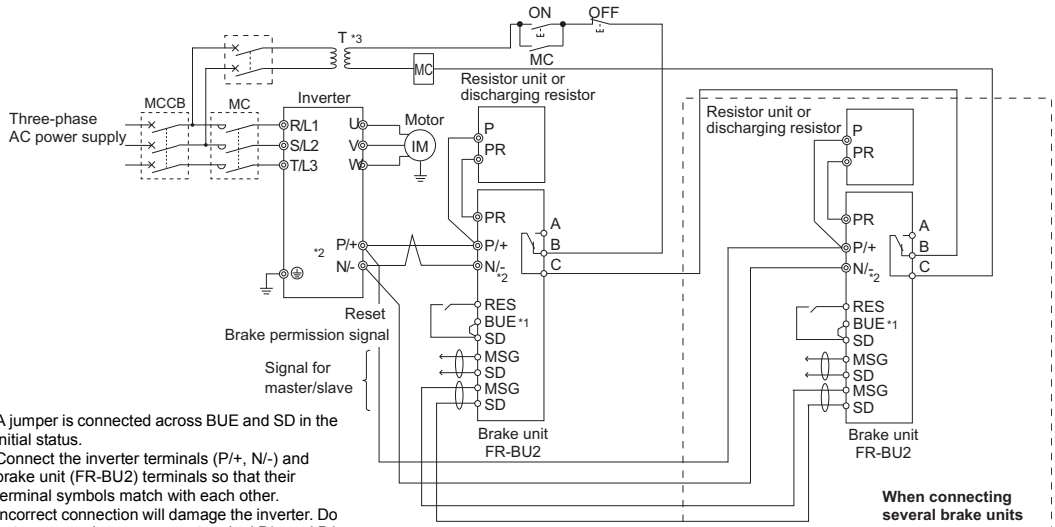 ON
OFF
T *3
MC
MC
Resistor unit or
discharging resistor
P
PR
Resistor unit or
discharging resistor
P
PR
Three-phase
AC power supply
MCCB
MC
Inverter
R/L1
S/L2
T/L3
U
V
W
Motor
IM
P/+
N/-
*2
PR
P/+
N/-
*2
A
B
C
RES
BUE *1
SD
MSG
SD
MSG
SD
Brake unit
FR-BU2
PR
P/+
N/-
*2
A
B
C
RES
BUE *1
SD
MSG
SD
MSG
SD
Brake unit
FR-BU2
Reset
Brake permission signal
Signal for
master/slave
When connecting
several brake units
A jumper is connected across BUE and SD in the
initial status.
Connect the inverter terminals (P/+, N/-) and
brake unit (FR-BU2) terminals so that their
terminal symbols match with each other.
Incorrect connection will damage the inverter. Do